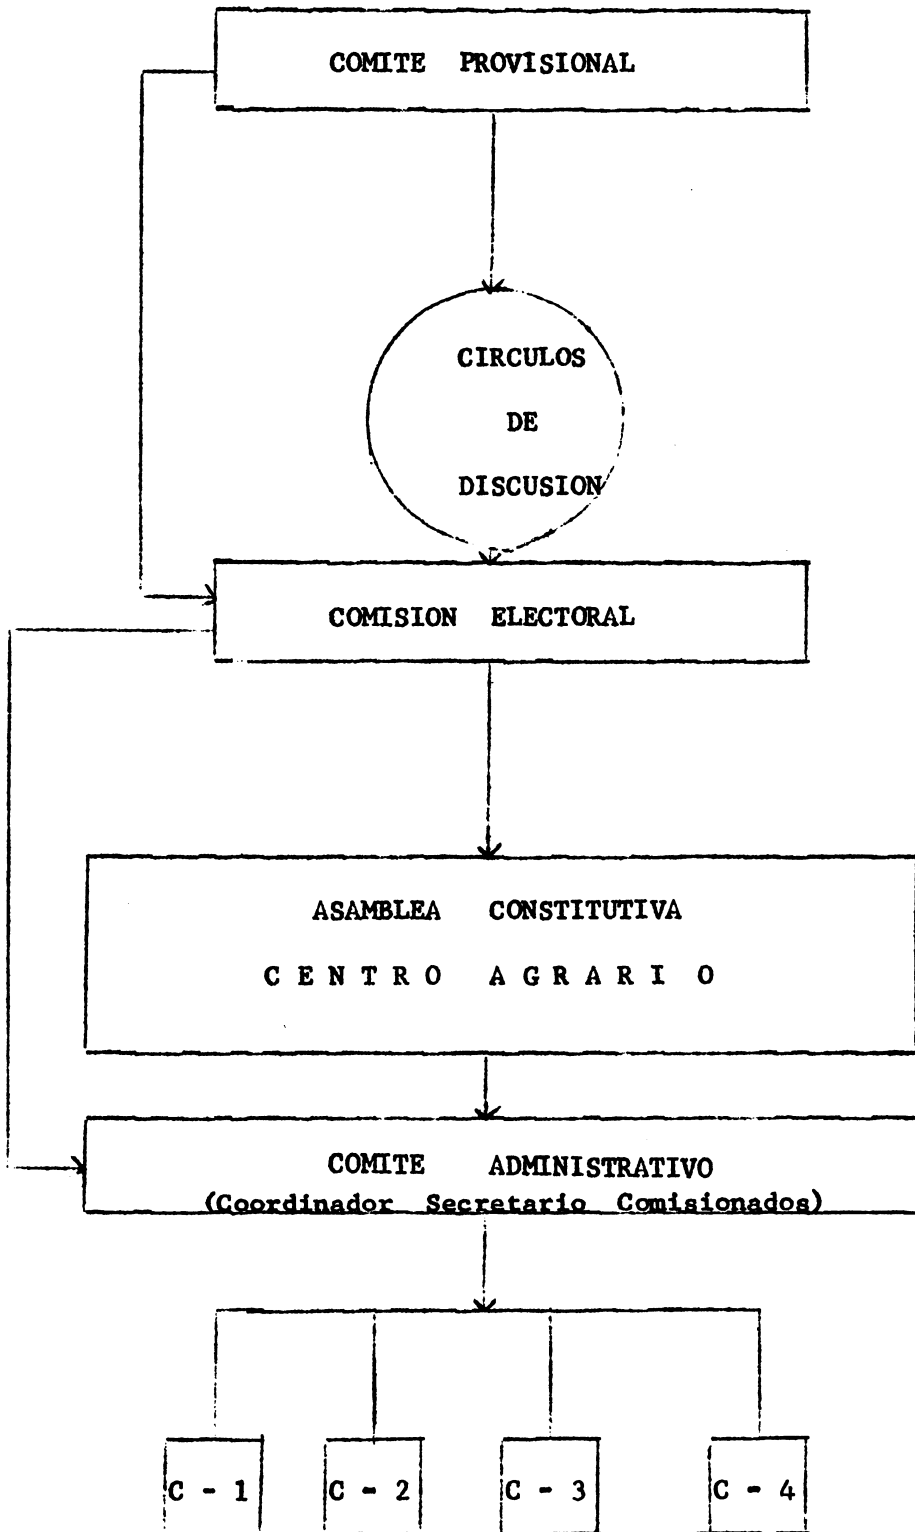 COMITE PROVISIONAL
CIRCULOS
DE
DISCUSION
COMISION ELECTORAL
ASAMBLEA CONSTITUTIVA
C E N T R O A G R A R I O
COMITE ADMINISTRATIVO
(Coordinador Secretario Comisionados)
C - 1 C - 2 C - 3 C - 4